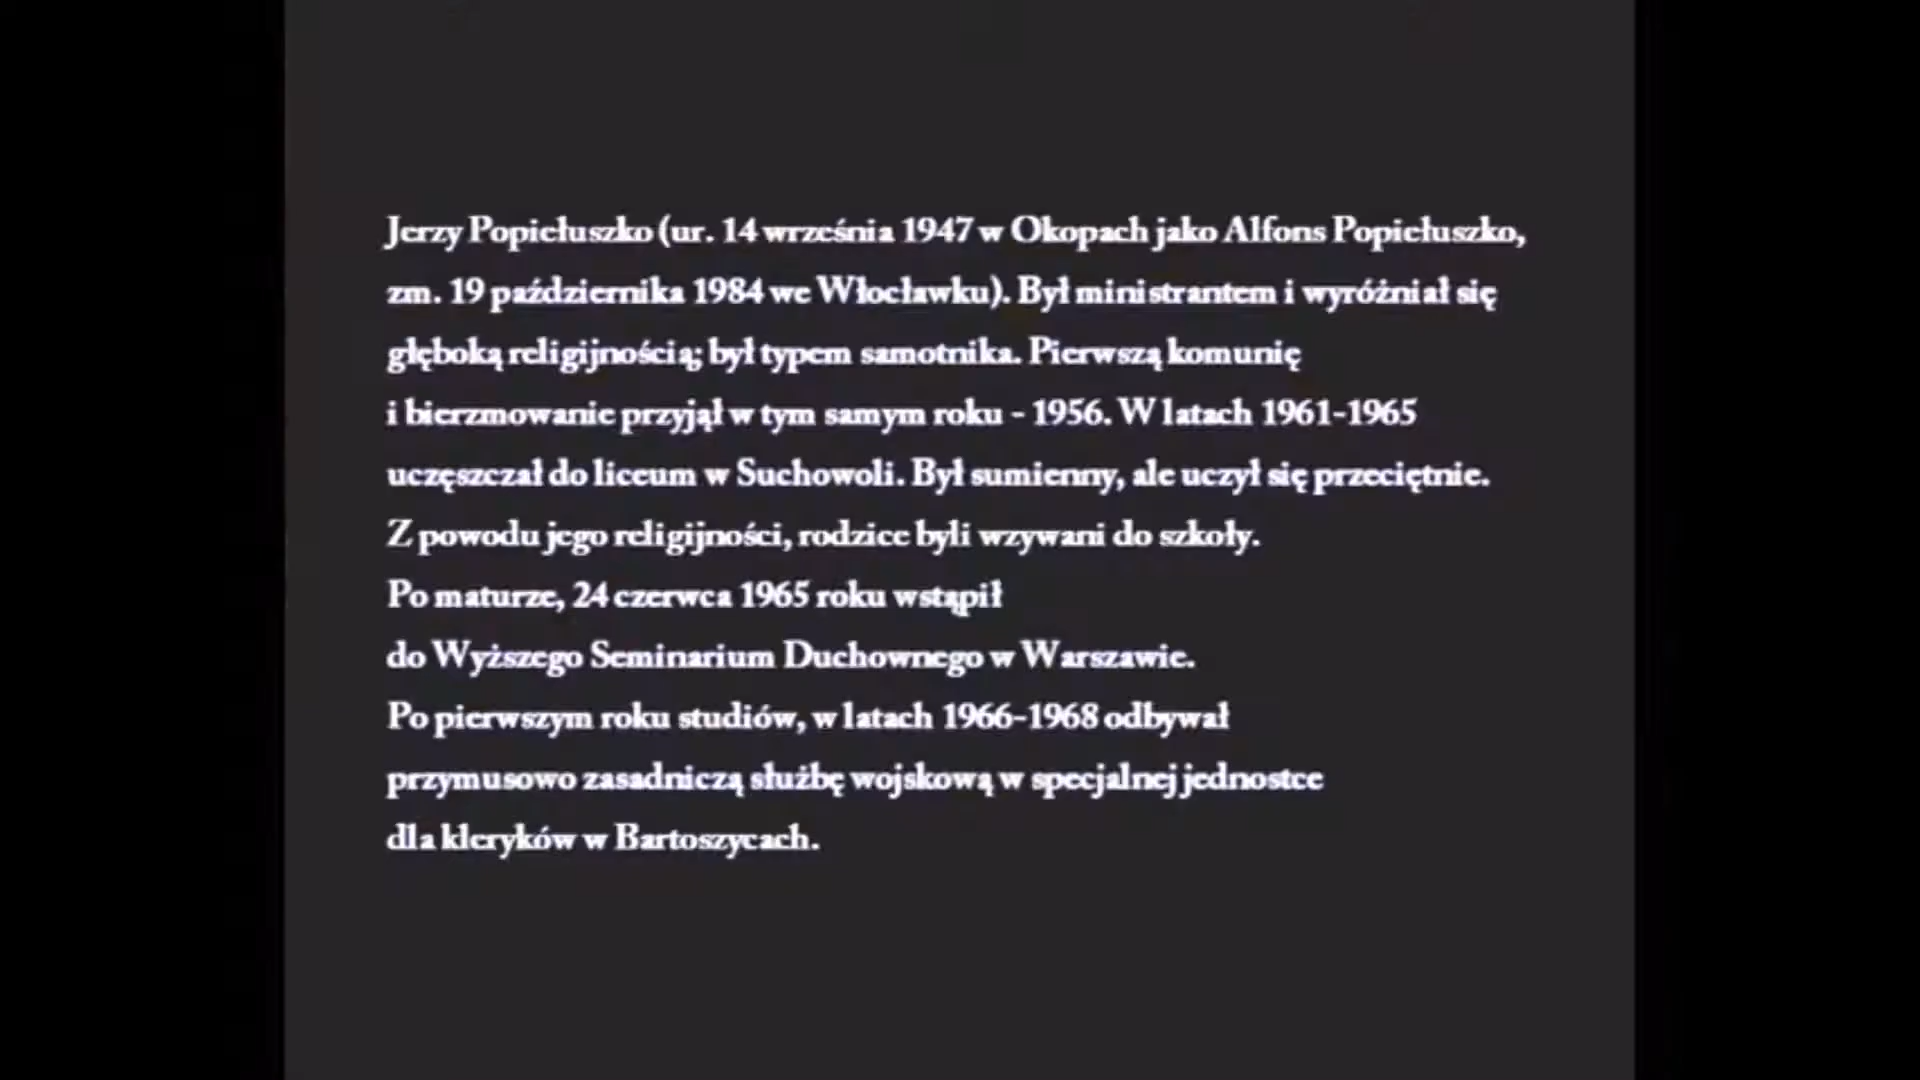 Jerzy Popiełuszko (ur. 14 września 1947 w Okopach jako Alfons Popiełuszko,
zm. 19 października 1984 we Włocławku). Był ministrantem i wyróżniał się
głęboką religijnością; był typem samotnika. Pierwszą komunię
i bierzmowanie przyjął w tym samym roku - 1956. W latach 1961-1965
uczęszczał do liceum w Suchowoli. Był sumienny, ale uczył się przeciętnie.
Z powodu jego religijności, rodzice byli wzywani do szkoły.
Po maturze, 24 czerwca 1965 roku wstąpił
do Wyższego Seminarium Duchownego w Warszawie.
Po pierwszym roku studiów, w latach 1966-1968 odbywał
przymusowo zasadniczą służbę wojskową w specjalnej jednostce
dla kleryków w Bartoszycach.